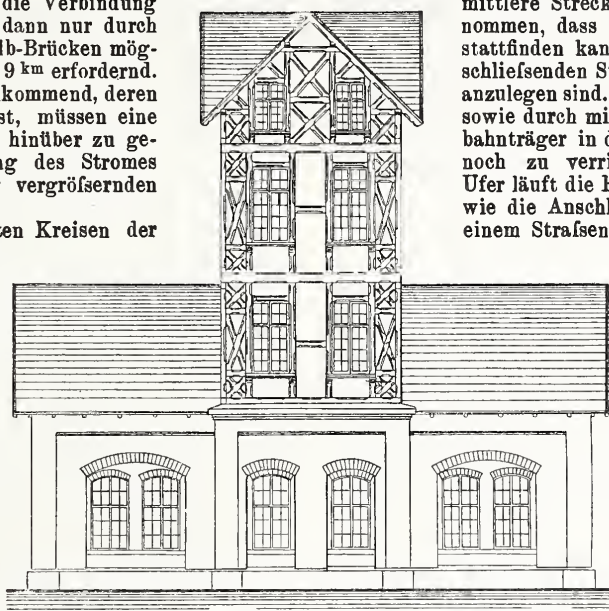 die Verbindung
dann nur durch
lb-Brücken mög-
9 km erfordernd.
kommend, deren
st, müssen eine
hinüber zu ge-
ng des Stromes
vergröfsernden
ten Kreisen der
mittlere Streck
nommen, dass
stattfinden kan
schliefsenden S
anzulegen sind.
sowie durch mi
bahnträger in d
noch zu verri
Ufer läuft die
wie die Anschl
einem Strafsen